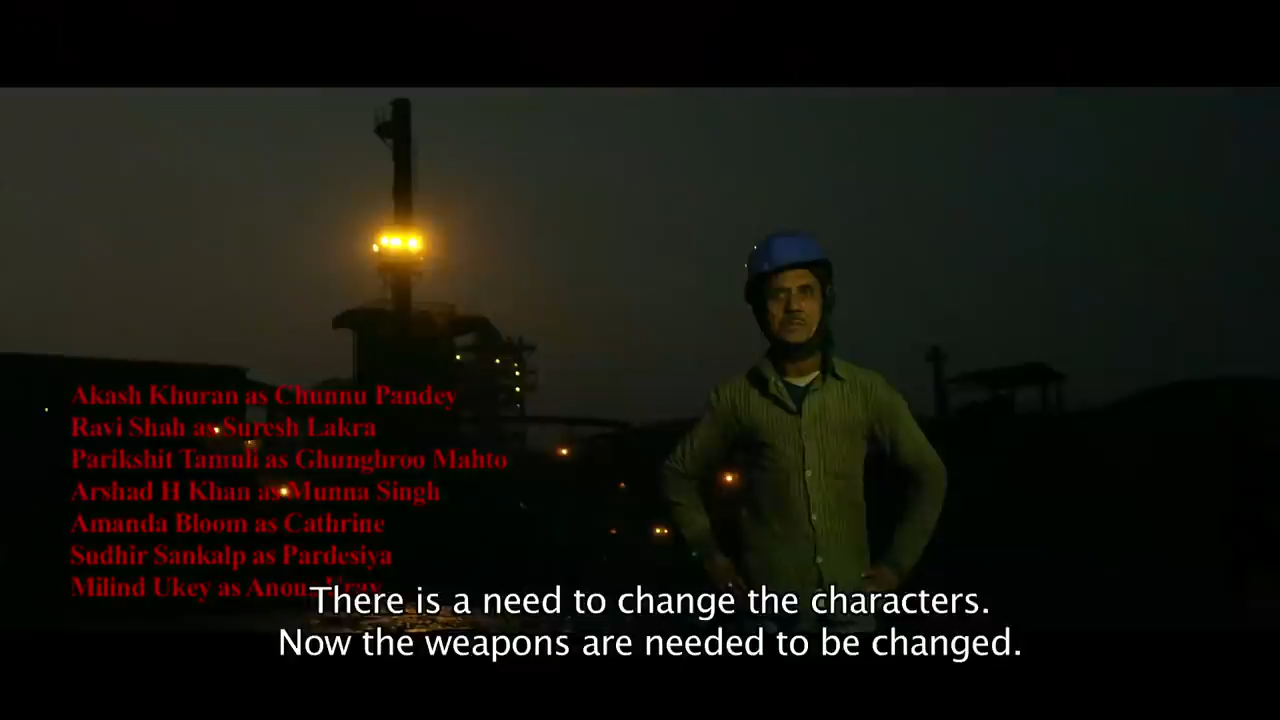 Akash Khuran as Chunnu Pandey
Ravi Shah as Suresh Lakra
Parikshit Tamuli as Ghunghroo Mahto
Arshad H Khan as Munna Singh
Amanda Bloom as Cathrine
Sudhir Sankalp as Pardesiya
Milind Ukey as
There is a need to change the characters.
Now the weapons are needed to be changed.